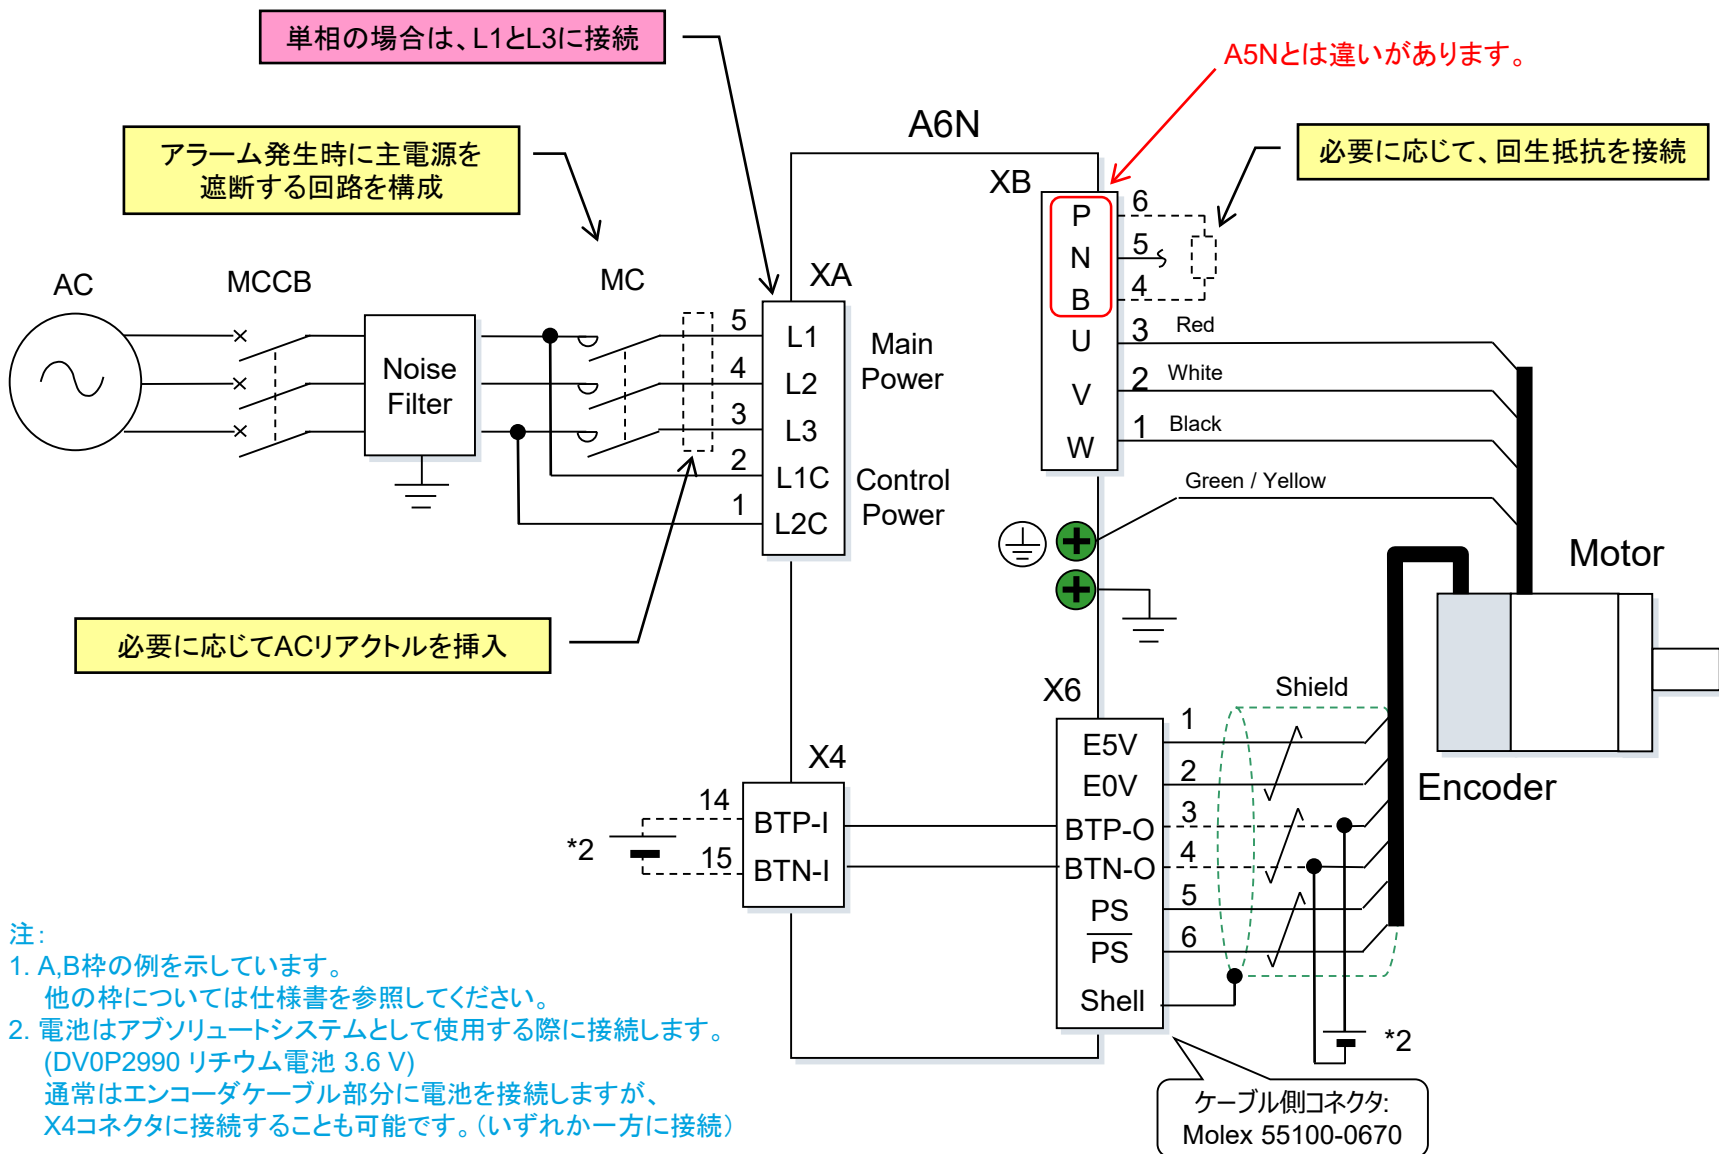 単相の場合は、L1とL3に接続
A5Nとは違いがあります。
アラーム発生時に主電源を
遮断する回路を構成
A6N
必要に応じて、回生抵抗を接続
AC
MCCB
MC
XA
XB
P
N
B
U
V
W
6
5
4
3
2
1
Red
White
Black
Green / Yellow
Noise
Filter
5
4
3
2
1
L1
L2
L3
L1C
L2C
Main
Power
Control
Power
必要に応じてACリアクトルを挿入
Motor
Encoder
X6
Shield
E5V
E0V
BTP-O
BTN-O
PS
PS
Shell
1
2
3
4
5
6
X4
14
15
BTP-I
BTN-I
*2
*2
ケーブル側コネクタ:
Molex 55100-0670
注:
1. A,B枠の例を示しています。
他の枠については仕様書を参照してください。
2. 電池はアブソリュートシステムとして使用する際に接続します。
(DV0P2990 リチウム電池 3.6 V)
通常はエンコーダケーブル部分に電池を接続しますが、
X4コネクタに接続することも可能です。(いずれか一方に接続)